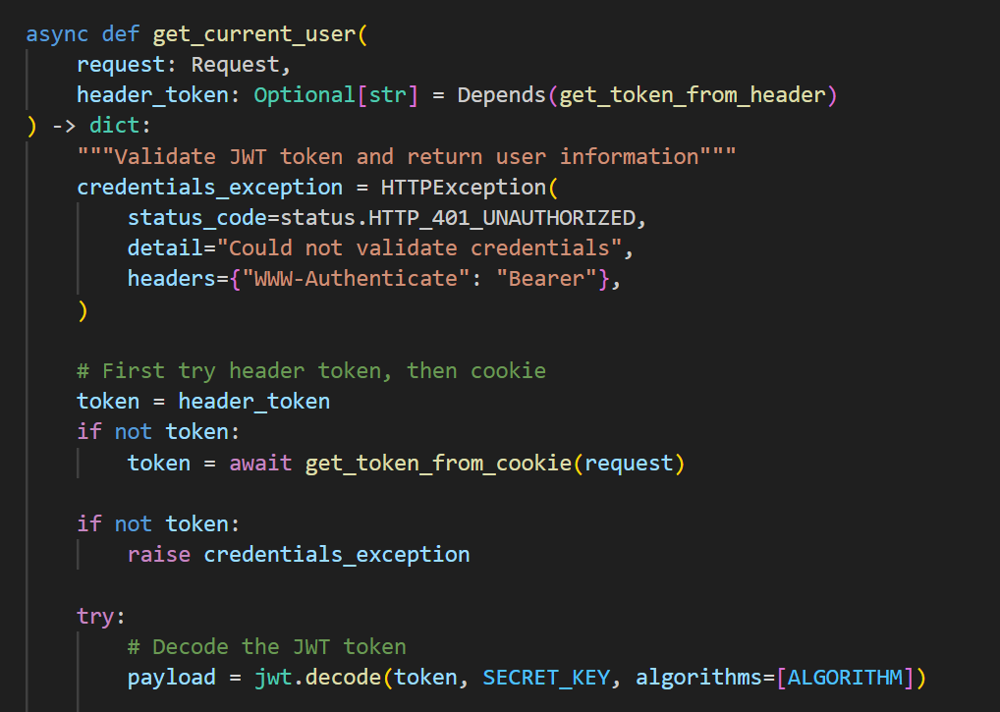 async def get_current_user(
    request: Request,
    header_token: Optional[str] = Depends(get_token_from_header)
) -> dict:
    """Validate JWT token and return user information"""
    credentials_exception = HTTPException(
        status_code=status.HTTP_401_UNAUTHORIZED,
        detail="Could not validate credentials",
        headers={"WWW-Authenticate": "Bearer"},
    )

    # First try header token, then cookie
    token = header_token
    if not token:
        token = await get_token_from_cookie(request)

    if not token:
        raise credentials_exception

    try:
        # Decode the JWT token
        payload = jwt.decode(token, SECRET_KEY, algorithms=[ALGORITHM])